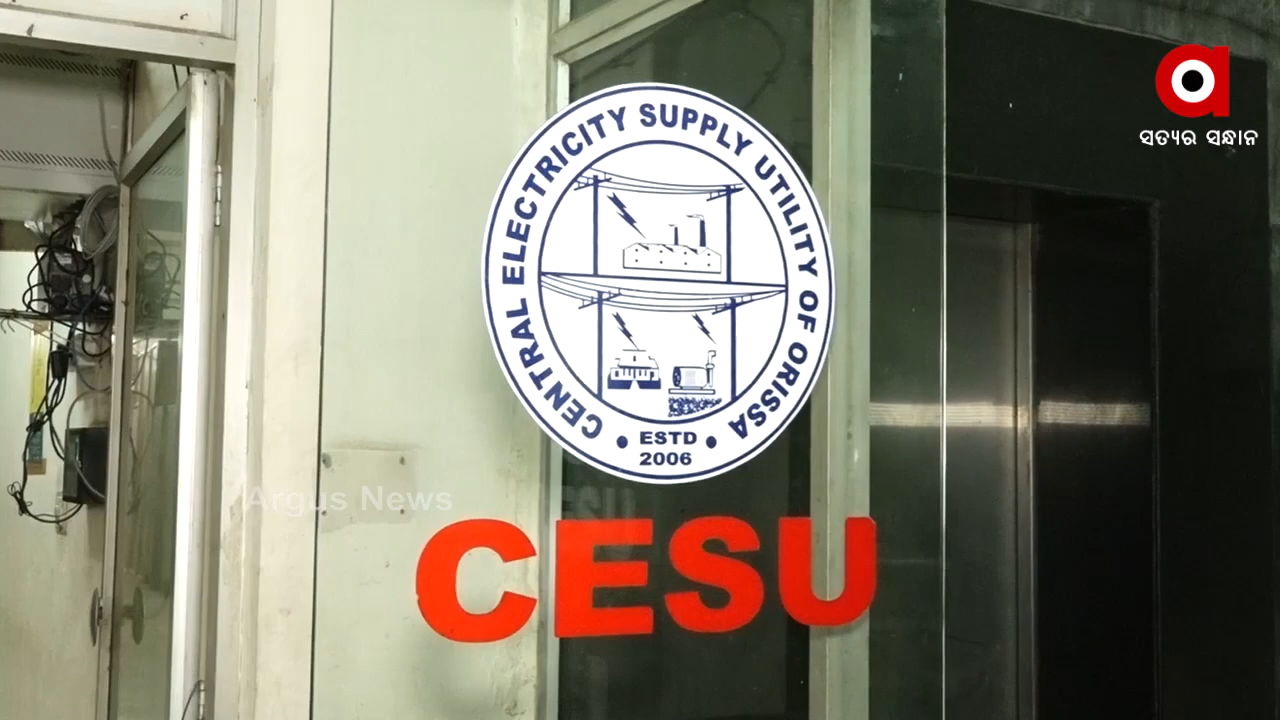 ସତ୍ୟର ସନ୍ଧାନ
CENTRAL ELECTRICITY SUPPLY UTILITY OF ORISSA
• ESTD •
2006
Argus News
CESU